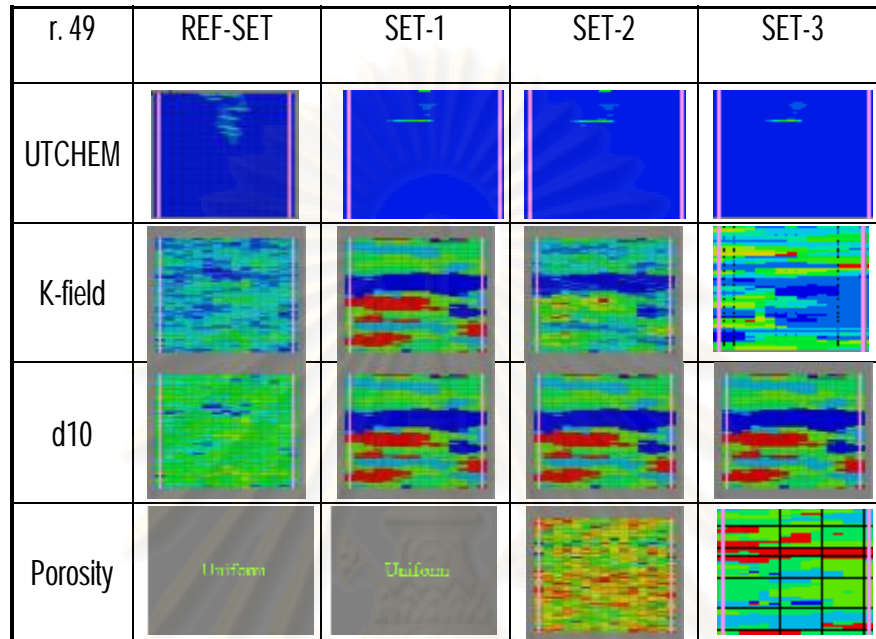 r. 49 REF-SET SET-1 SET-2 SET-3
UTCHEM
K-field
d10
Porosity Uniform Uniform